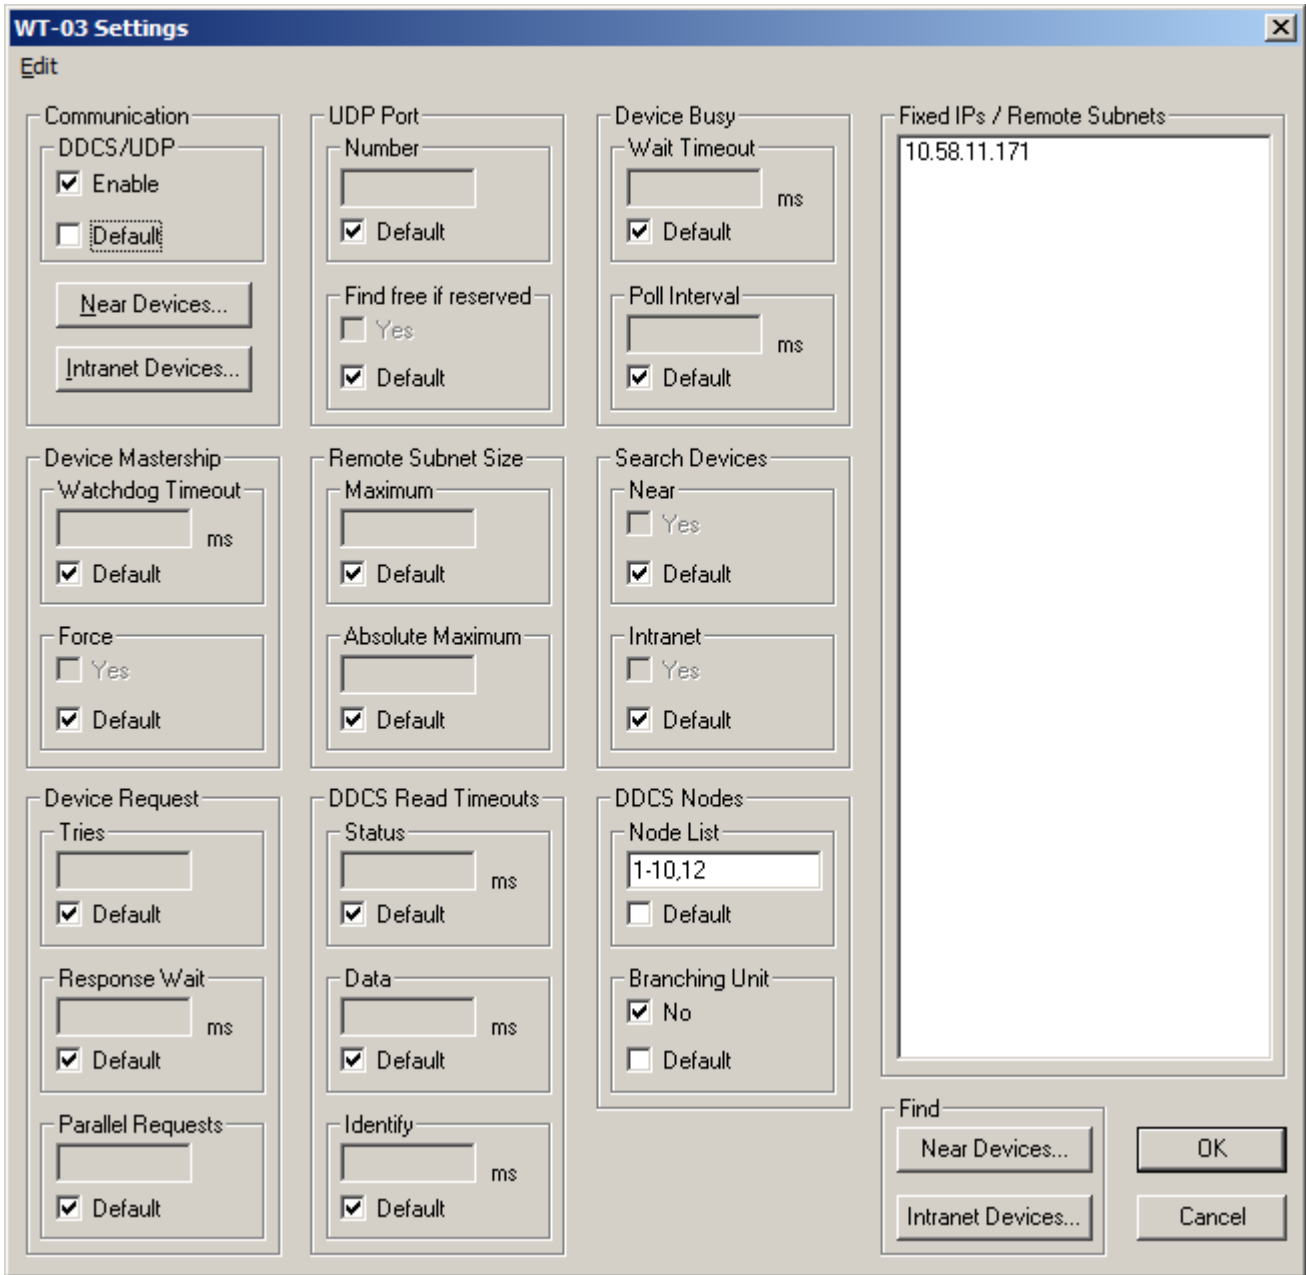 WT-03 Settings
Edit
Communication
DDCS/UDP
Enable
Default
Near Devices...
Intranet Devices...
UDP Port
Number
Default
Find free if reserved
Yes
Default
Device Busy
Wait Timeout
ms
Default
Poll Interval
ms
Default
Fixed IPs / Remote Subnets
10.58.11.171
Device Mastership
Watchdog Timeout
ms
Default
Force
Yes
Default
Remote Subnet Size
Maximum
Default
Absolute Maximum
Default
Search Devices
Near
Yes
Default
Intranet
Yes
Default
Device Request
Tries
Default
Response Wait
ms
Default
Parallel Requests
Default
DDCS Read Timeouts
Status
ms
Default
Data
ms
Default
Identify
ms
Default
DDCS Nodes
Node List
1-10,12
Default
Branching Unit
No
Default
Find
Near Devices...
Intranet Devices...
OK
Cancel